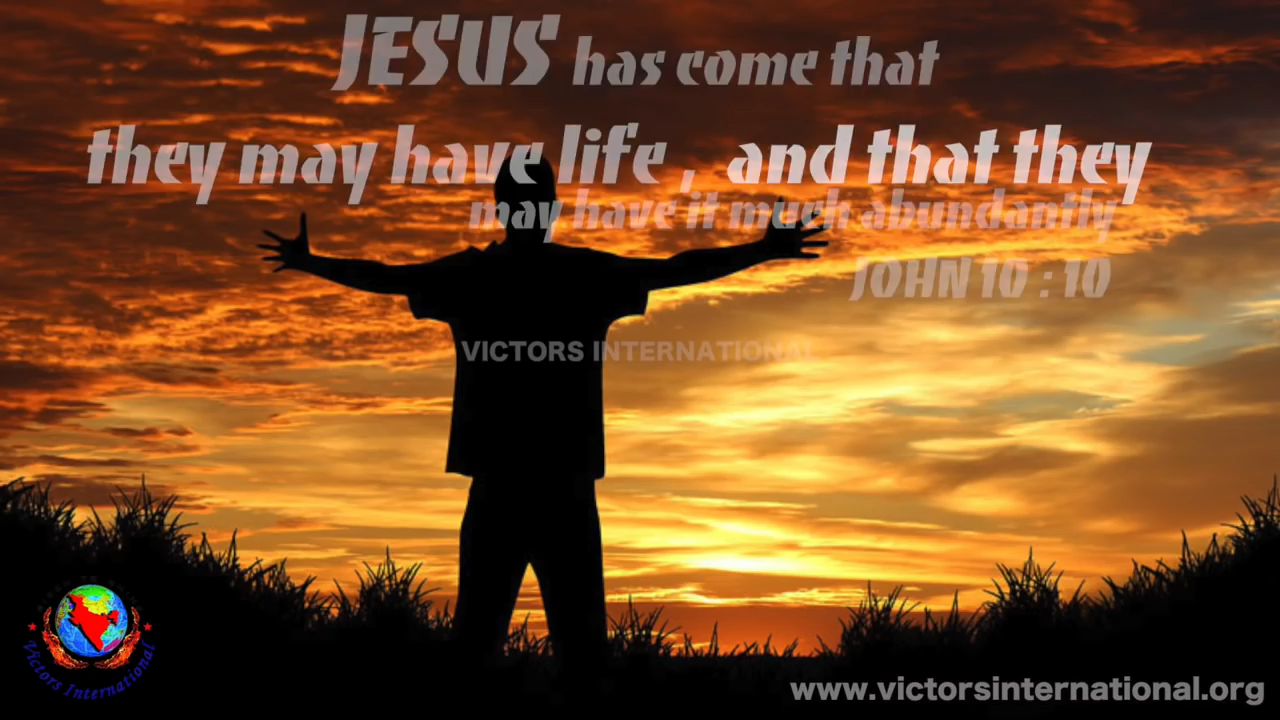 JESUS has come that
they may have life , and that they
may have it much abundantly
JOHN 10 : 10
VICTORS INTERNATIONAL
Victors International
www.victorsinternational.org